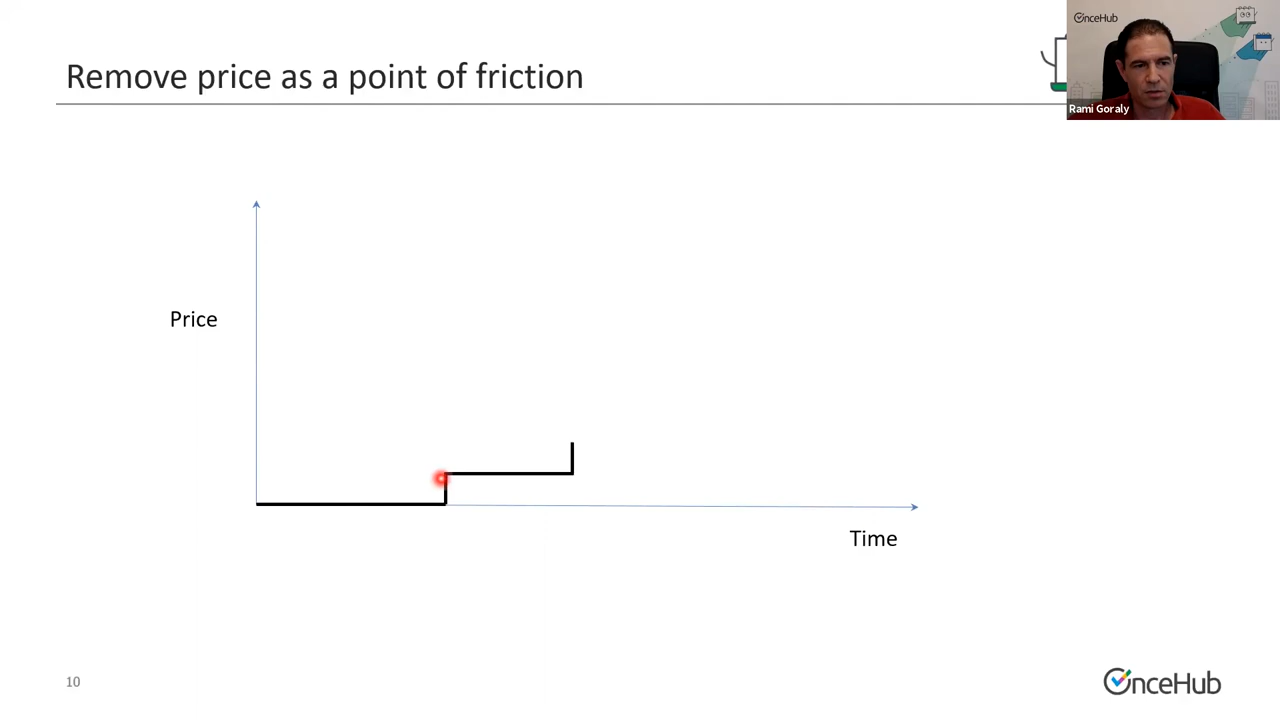 Remove price as a point of friction
OnceHub
Rami Goraly
Price
Time
10
OnceHub